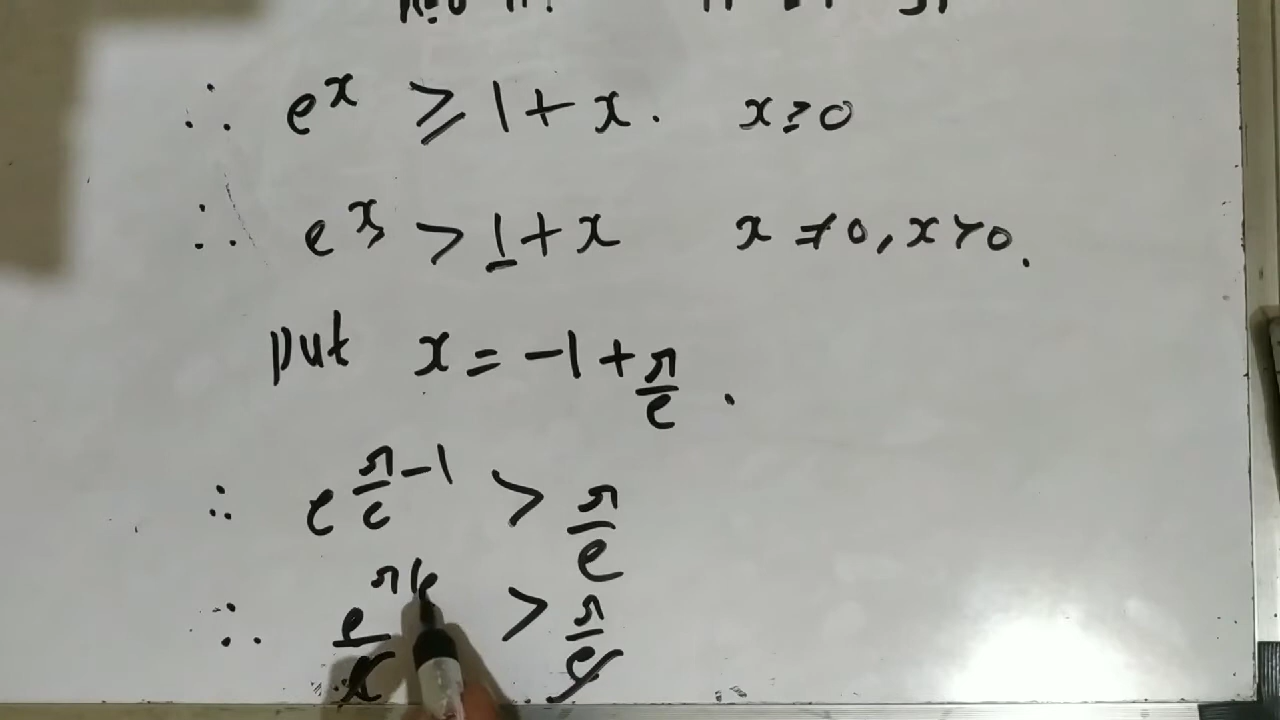 ∴ e^x ≥ 1 + x. x ≥ 0
∴ e^x > 1 + x x ≠ 0, x > 0.
put x = -1 + π/e .
∴ e^(π/e - 1) > π/e
∴ e^(π/e)/e > π/e